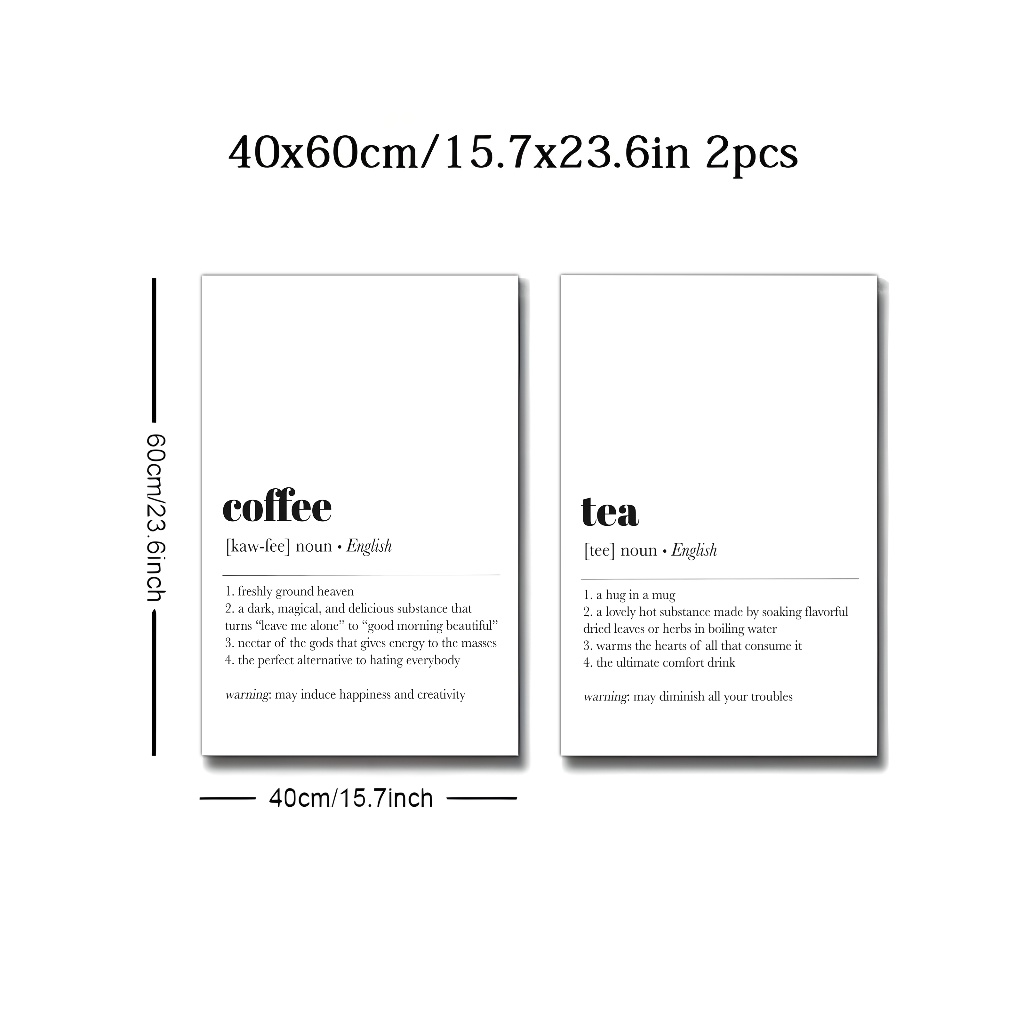 40x60cm/15.7x23.6in 2pcs
60cm/23.6inch
coffee
[kaw-fee] noun • English
1. freshly ground heaven
2. a dark, magical, and delicious substance that
turns “leave me alone” to “good morning beautiful”
3. nectar of the gods that gives energy to the masses
4. the perfect alternative to hating everybody
warning: may induce happiness and creativity
tea
[tee] noun • English
1. a hug in a mug
2. a lovely hot substance made by soaking flavorful
dried leaves or herbs in boiling water
3. warms the hearts of all that consume it
4. the ultimate comfort drink
warning: may diminish all your troubles
40cm/15.7inch